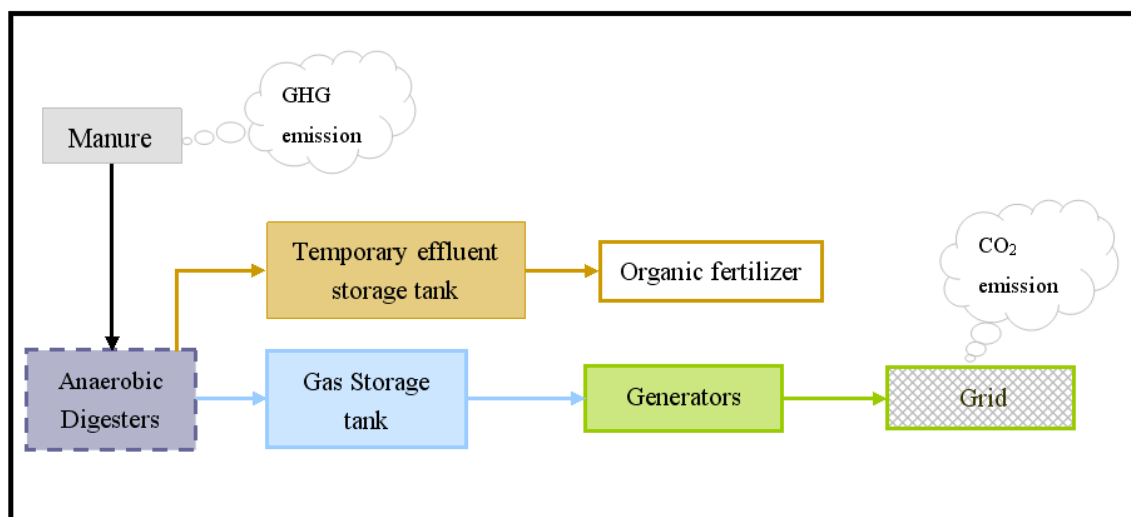 GHG
emission
Manure
CO₂
emission
Temporary effluent
storage tank
Organic fertilizer
Anaerobic
Digesters
Gas Storage
tank
Generators
Grid